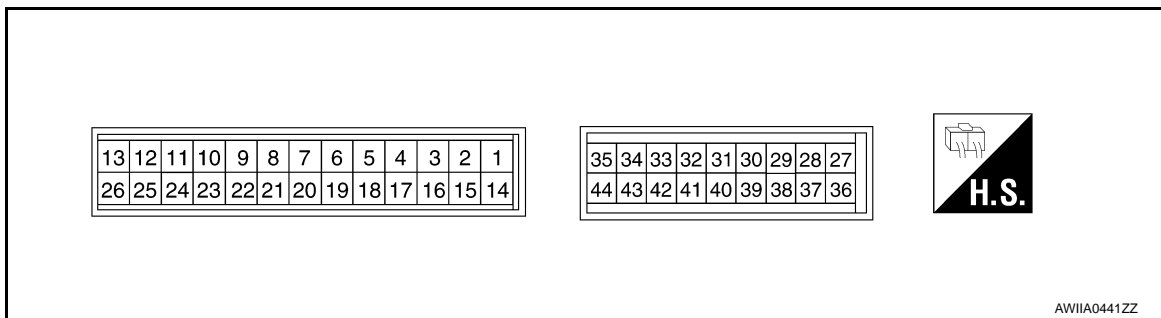 13 12 11 10 9 8 7 6 5 4 3 2 1
26 25 24 23 22 21 20 19 18 17 16 15 14
35 34 33 32 31 30 29 28 27
44 43 42 41 40 39 38 37 36
H.S.
AWIIA0441ZZ